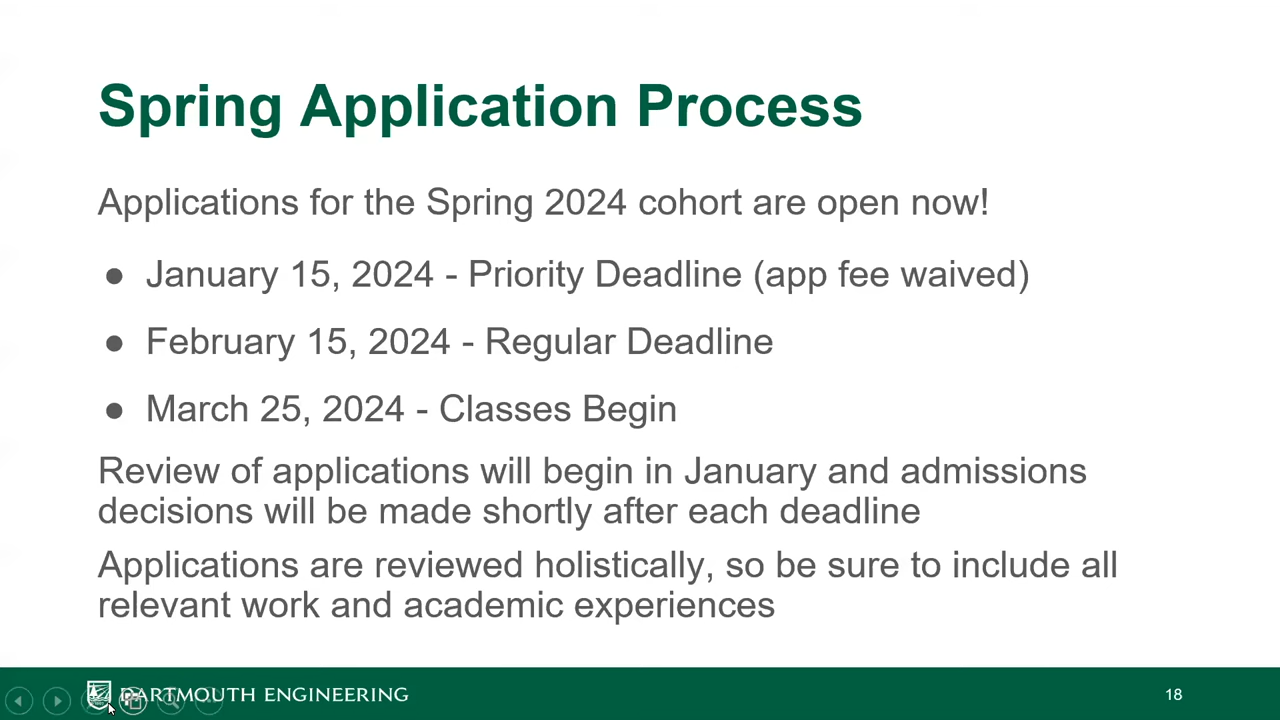 Spring Application Process
Applications for the Spring 2024 cohort are open now!
● January 15, 2024 - Priority Deadline (app fee waived)
● February 15, 2024 - Regular Deadline
● March 25, 2024 - Classes Begin
Review of applications will begin in January and admissions
decisions will be made shortly after each deadline
Applications are reviewed holistically, so be sure to include all
relevant work and academic experiences
DARTMOUTH ENGINEERING
18